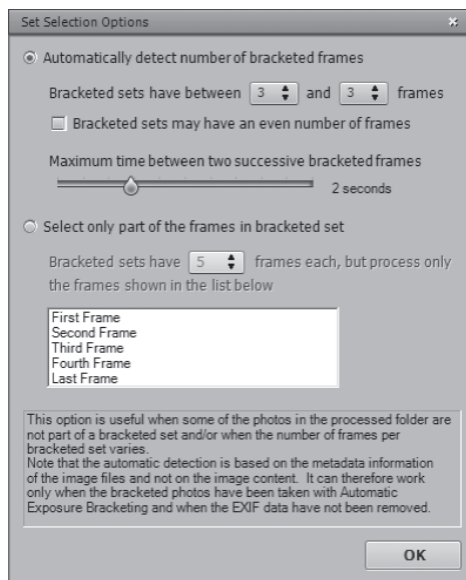 Set Selection Options
Automatically detect number of bracketed frames
Bracketed sets have between 3 and 3 frames
Bracketed sets may have an even number of frames
Maximum time between two successive bracketed frames
2 seconds
Select only part of the frames in bracketed set
Bracketed sets have 5 frames each, but process only
the frames shown in the list below
First Frame
Second Frame
Third Frame
Fourth Frame
Last Frame
This option is useful when some of the photos in the processed folder are
not part of a bracketed set and/or when the number of frames per
bracketed set varies.
Note that the automatic detection is based on the metadata information
of the image files and not on the image content. It can therefore work
only when the bracketed photos have been taken with Automatic
Exposure Bracketing and when the EXIF data have not been removed.
OK